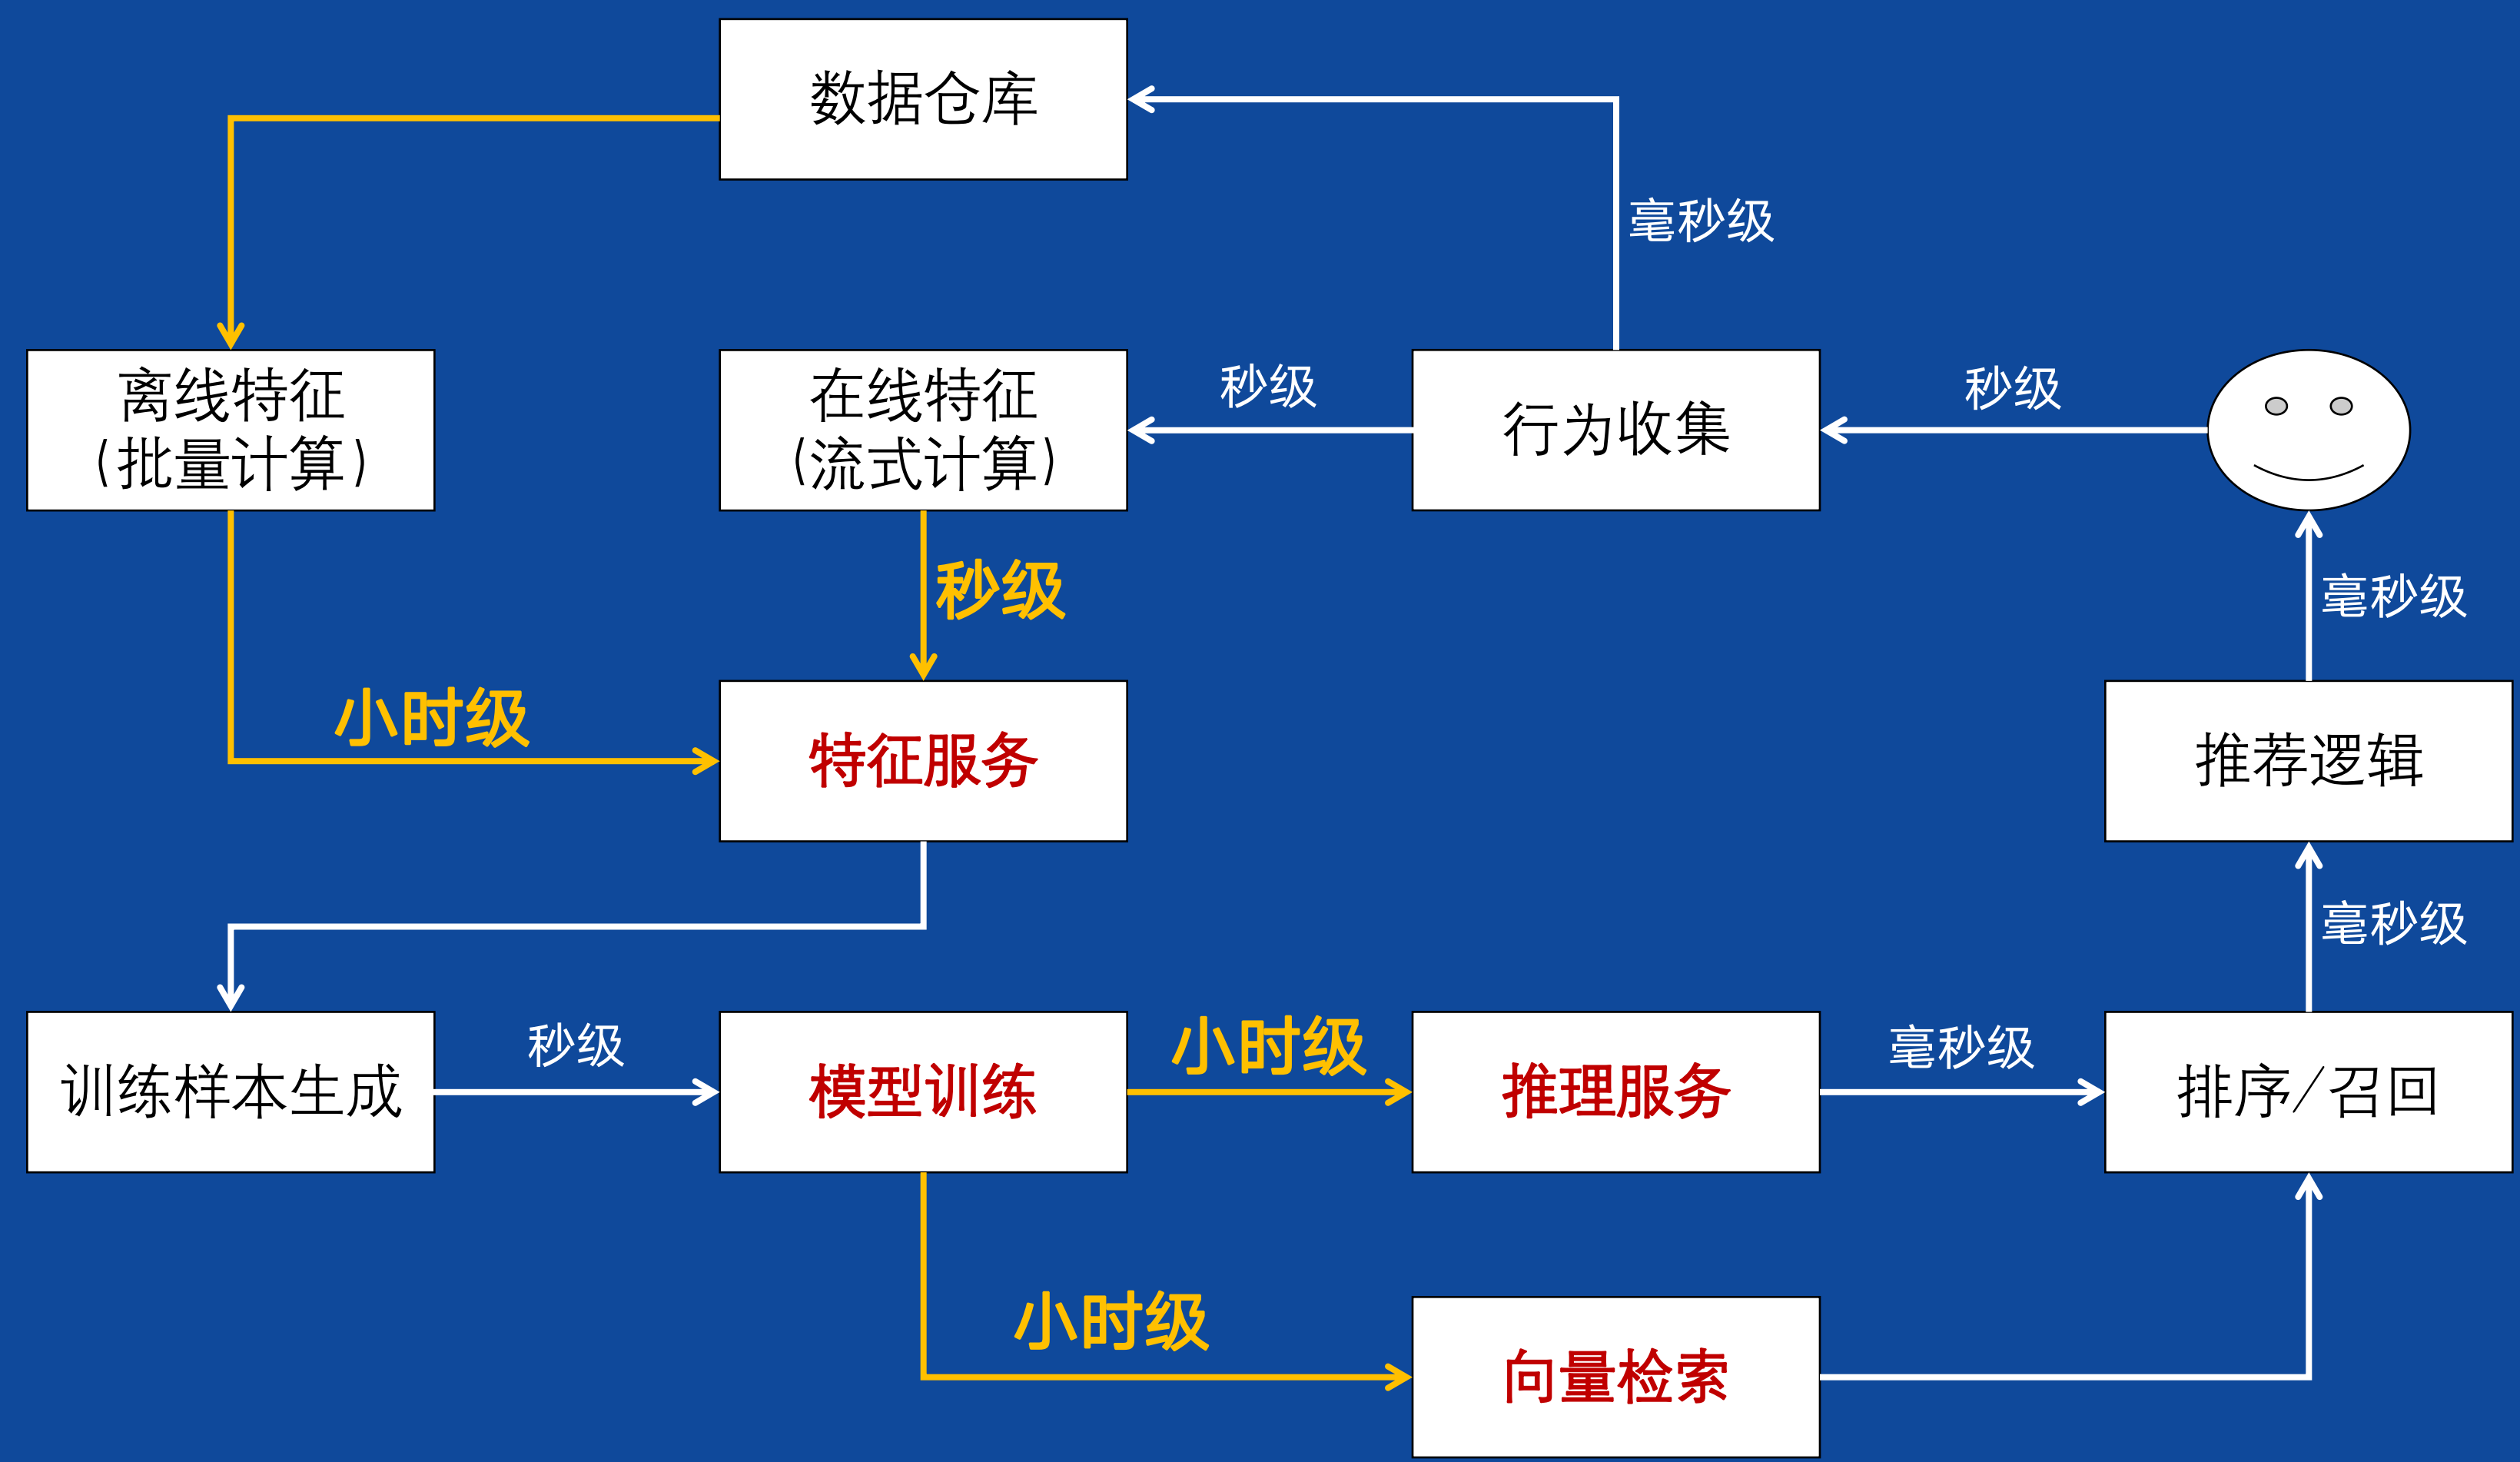 数据仓库
毫秒级
离线特征
(批量计算)
在线特征
(流式计算)
秒级
行为收集
秒级
秒级
毫秒级
小时级
特征服务
推荐逻辑
毫秒级
训练样本生成
秒级
模型训练
小时级
推理服务
毫秒级
排序/召回
小时级
向量检索